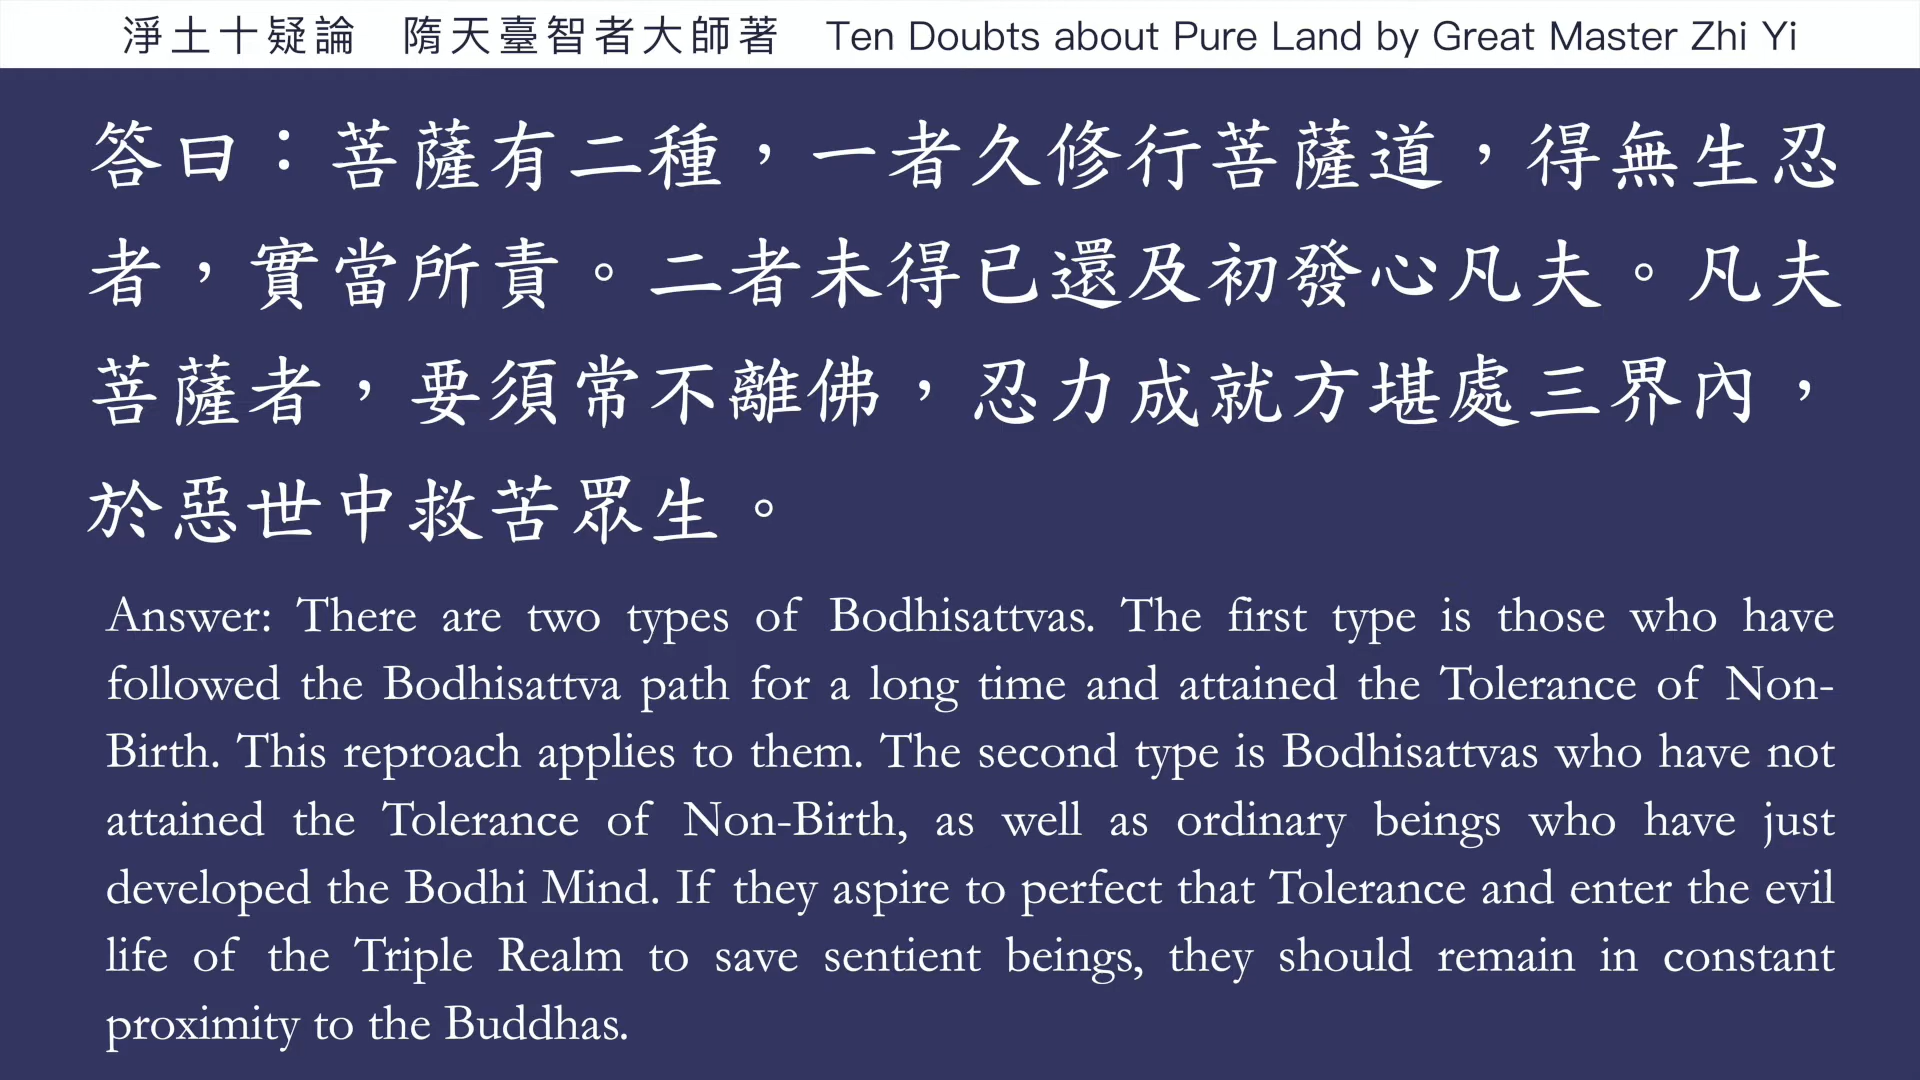 淨土十疑論 隋天臺智者大師著 Ten Doubts about Pure Land by Great Master Zhi Yi
答曰：菩薩有二種，一者久修行菩薩道，得無生忍
者，實當所責。二者未得已還及初發心凡夫。凡夫
菩薩者，要須常不離佛，忍力成就方堪處三界內，
於惡世中救苦眾生。
Answer: There are two types of Bodhisattvas. The first type is those who have
followed the Bodhisattva path for a long time and attained the Tolerance of Non-
Birth. This reproach applies to them. The second type is Bodhisattvas who have not
attained the Tolerance of Non-Birth, as well as ordinary beings who have just
developed the Bodhi Mind. If they aspire to perfect that Tolerance and enter the evil
life of the Triple Realm to save sentient beings, they should remain in constant
proximity to the Buddhas.